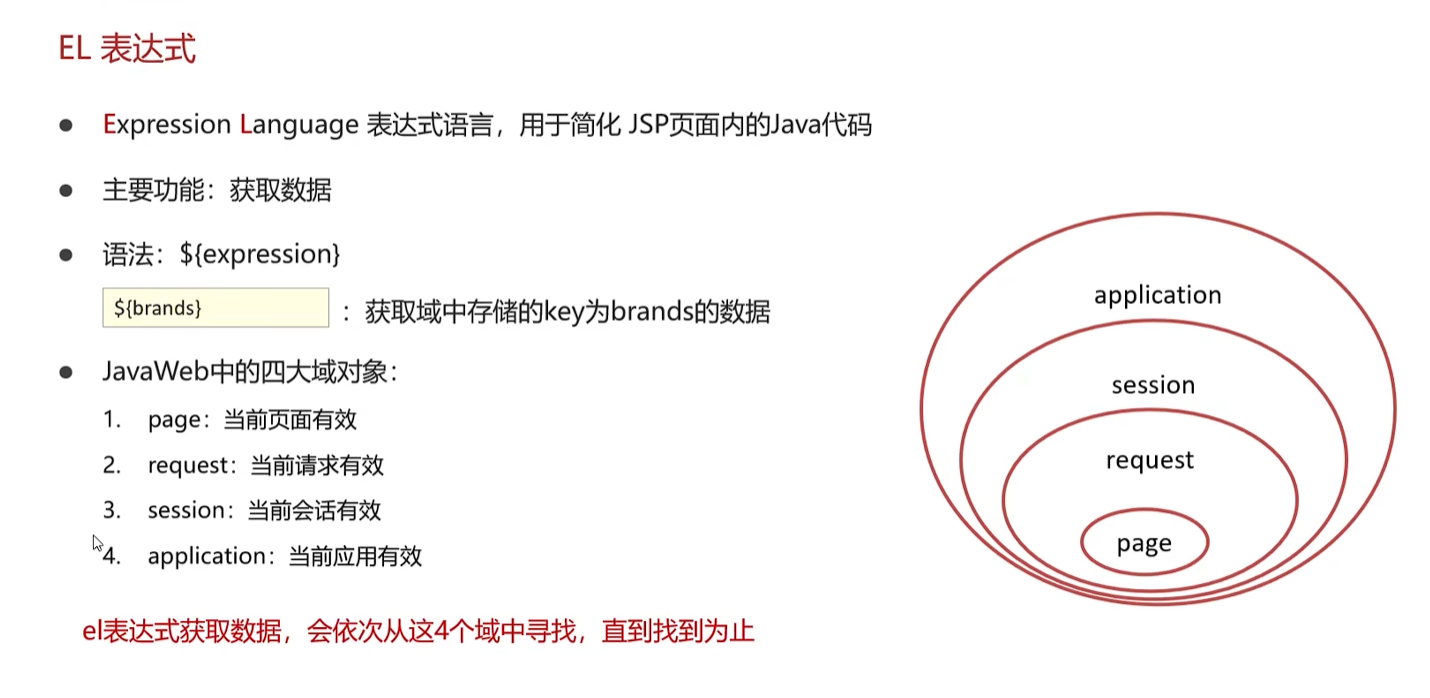 EL 表达式
Expression Language 表达式语言，用于简化 JSP页面内的Java代码
主要功能：获取数据
语法：${expression}
${brands} ：获取域中存储的key为brands的数据
JavaWeb中的四大域对象：
1. page：当前页面有效
2. request：当前请求有效
3. session：当前会话有效
4. application：当前应用有效
el表达式获取数据，会依次从这4个域中寻找，直到找到为止
application
session
request
page